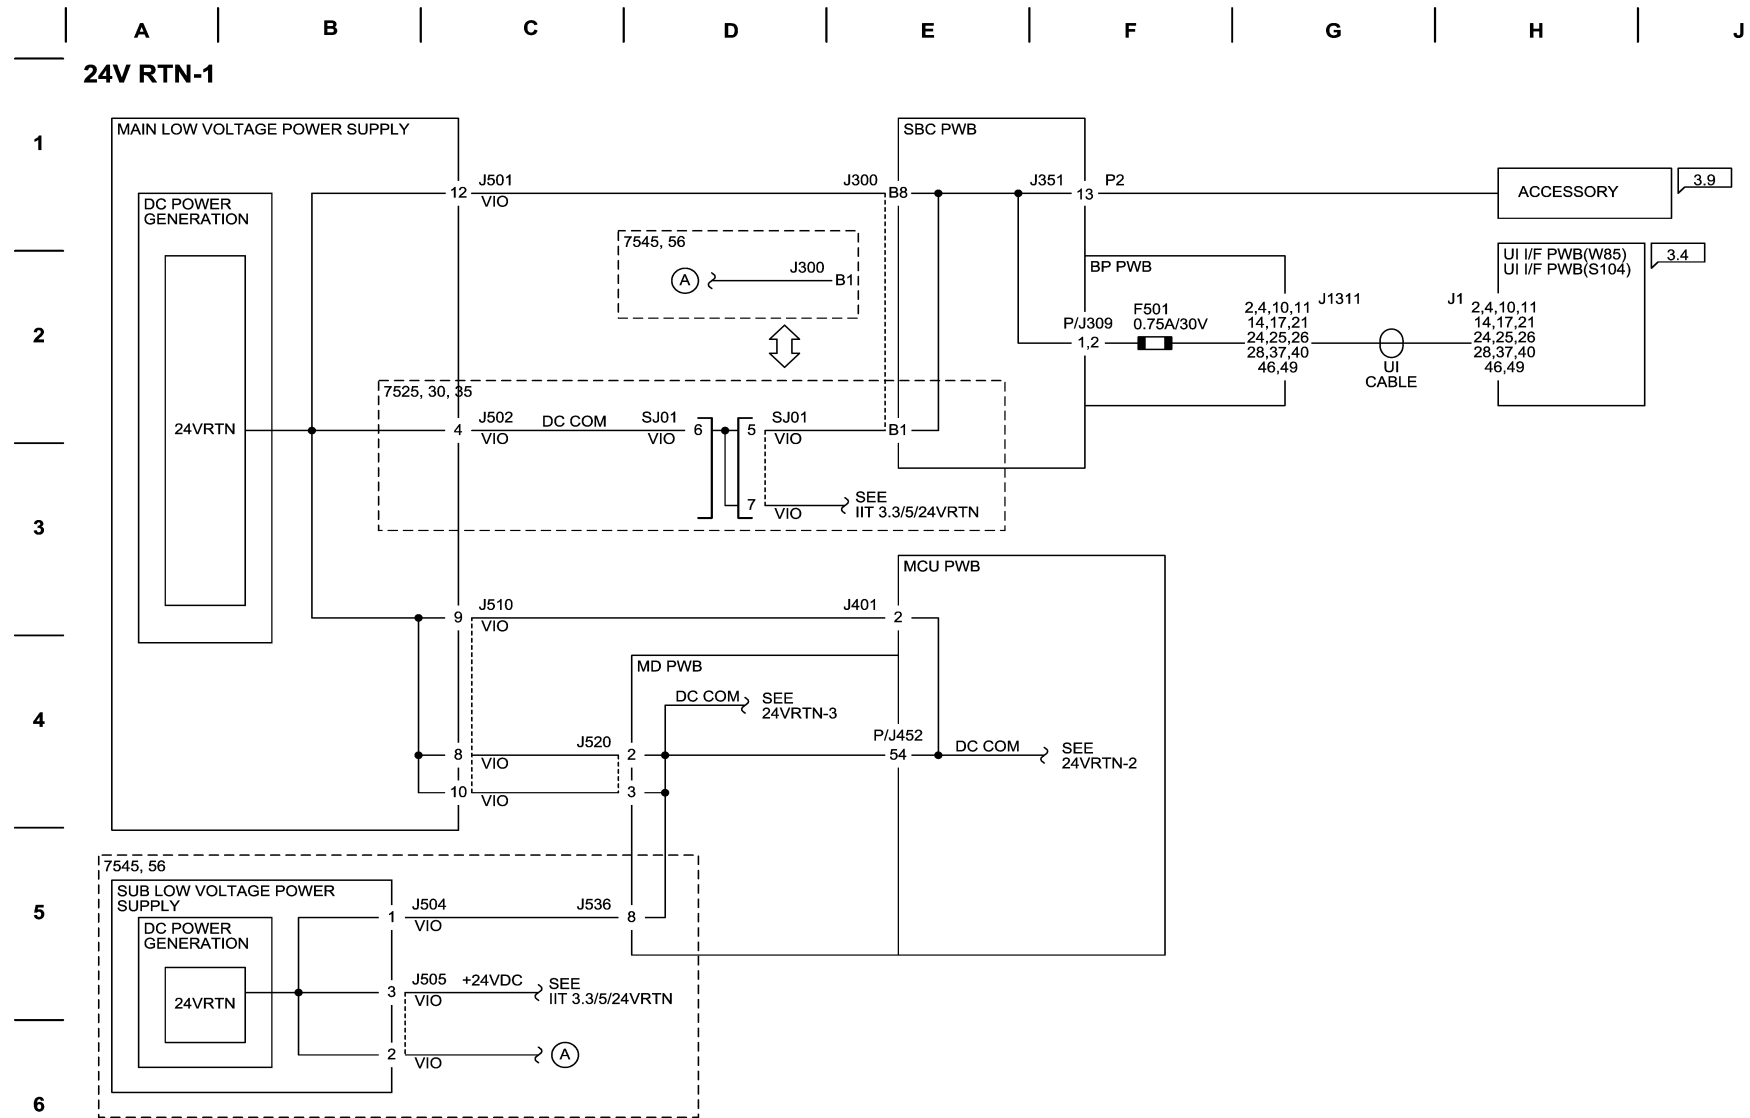 A B C D E F G H J
24V RTN-1
1
MAIN LOW VOLTAGE POWER SUPPLY
SBC PWB
DC POWER
GENERATION
12
J501
VIO
J300
B8
J351
13
P2
ACCESSORY
3.9
7545, 56
A
J300
B1
BP PWB
UI I/F PWB(W85)
UI I/F PWB(S104)
3.4
2
P/J309
1,2
F501
0.75A/30V
2,4,10,11
14,17,21
24,25,26
28,37,40
46,49
J1311
UI
CABLE
J1
2,4,10,11
14,17,21
24,25,26
28,37,40
46,49
7525, 30, 35
24VRTN
4
J502
VIO
DC COM
SJ01
VIO
6
5
SJ01
VIO
B1
7
VIO
SEE
IIT 3.3/5/24VRTN
3
MCU PWB
9
J510
VIO
J401
2
MD PWB
DC COM
SEE
24VRTN-3
4
8
VIO
J520
2
P/J452
54
DC COM
SEE
24VRTN-2
10
VIO
3
7545, 56
SUB LOW VOLTAGE POWER
SUPPLY
5
DC POWER
GENERATION
1
J504
VIO
J536
8
24VRTN
3
J505
VIO
+24VDC
SEE
IIT 3.3/5/24VRTN
2
VIO
A
6